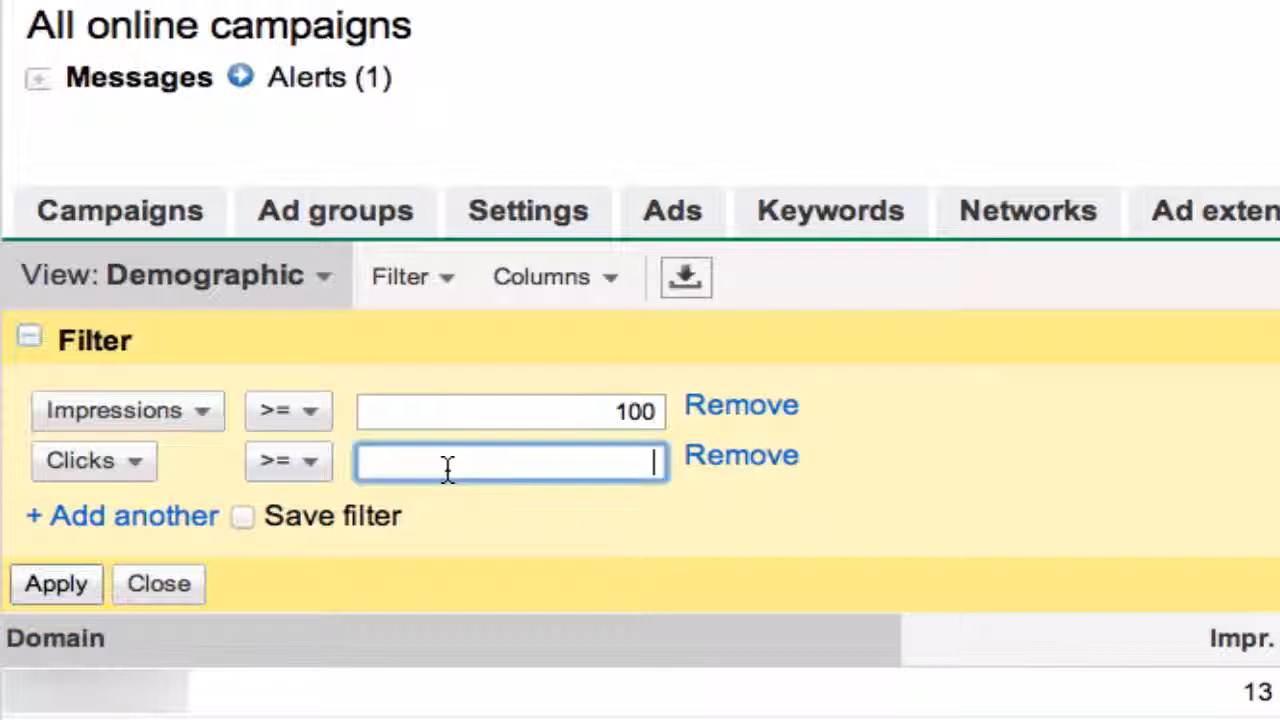 All online campaigns
Messages Alerts (1)
Campaigns Ad groups Settings Ads Keywords Networks Ad exten
View: Demographic Filter Columns
Filter
Impressions >= 100 Remove
Clicks >= Remove
+ Add another Save filter
Apply Close
Domain Impr.
13